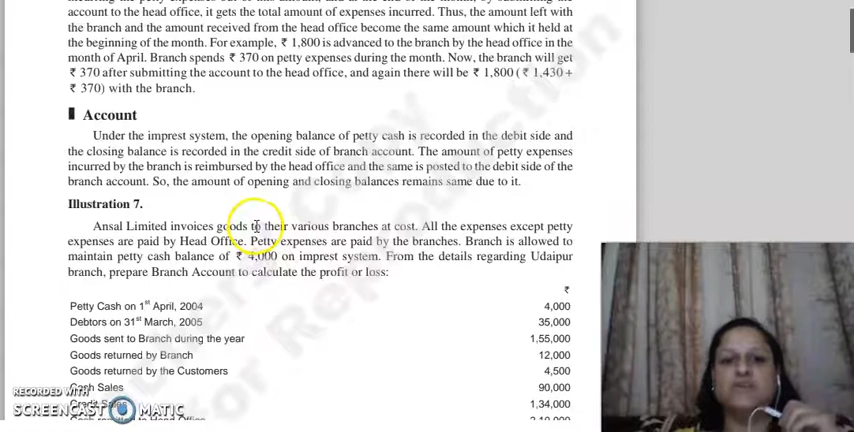 account to the head office, it gets the total amount of expenses incurred. Thus, the amount left with
the branch and the amount received from the head office become the same amount which it held at
the beginning of the month. For example, ₹ 1,800 is advanced to the branch by the head office in the
month of April. Branch spends ₹ 370 on petty expenses during the month. Now, the branch will get
₹ 370 after submitting the account to the head office, and again there will be ₹ 1,800 (₹ 1,430 +
₹ 370) with the branch.
Account
Under the imprest system, the opening balance of petty cash is recorded in the debit side and
the closing balance is recorded in the credit side of branch account. The amount of petty expenses
incurred by the branch is reimbursed by the head office and the same is posted to the debit side of the
branch account. So, the amount of opening and closing balances remains same due to it.
Illustration 7.
Ansal Limited invoices goods to their various branches at cost. All the expenses except petty
expenses are paid by Head Office. Petty expenses are paid by the branches. Branch is allowed to
maintain petty cash balance of ₹ 4,000 on imprest system. From the details regarding Udaipur
branch, prepare Branch Account to calculate the profit or loss:
₹
Petty Cash on 1st April, 2004 4,000
Debtors on 31st March, 2005 35,000
Goods sent to Branch during the year 1,55,000
Goods returned by Branch 12,000
Goods returned by the Customers 4,500
Cash Sales 90,000
Credit Sales 1,34,000
RECORDED WITH
SCREENCAST MATIC